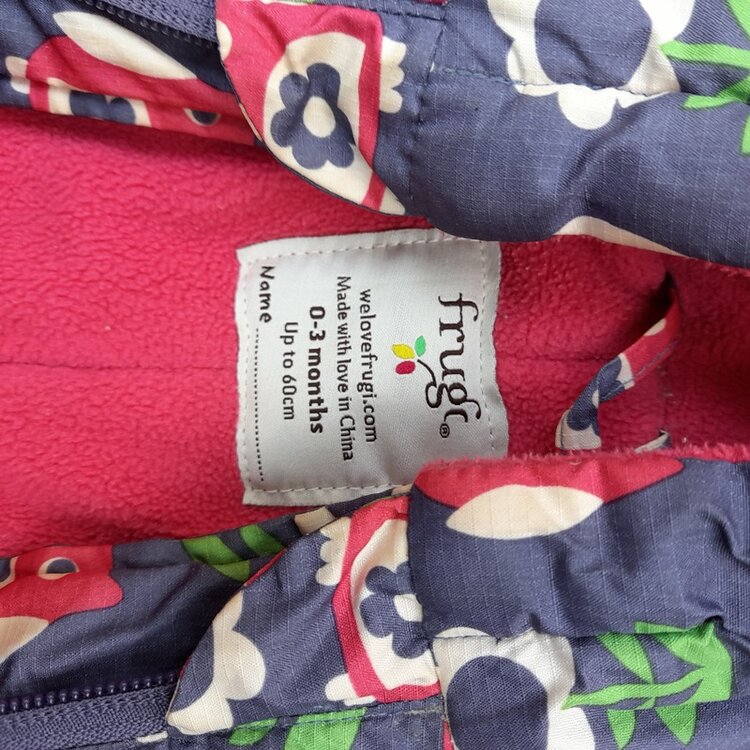 frugi®
welovefrugi.com
Made with love in China
0-3 months
Up to 60cm
Name